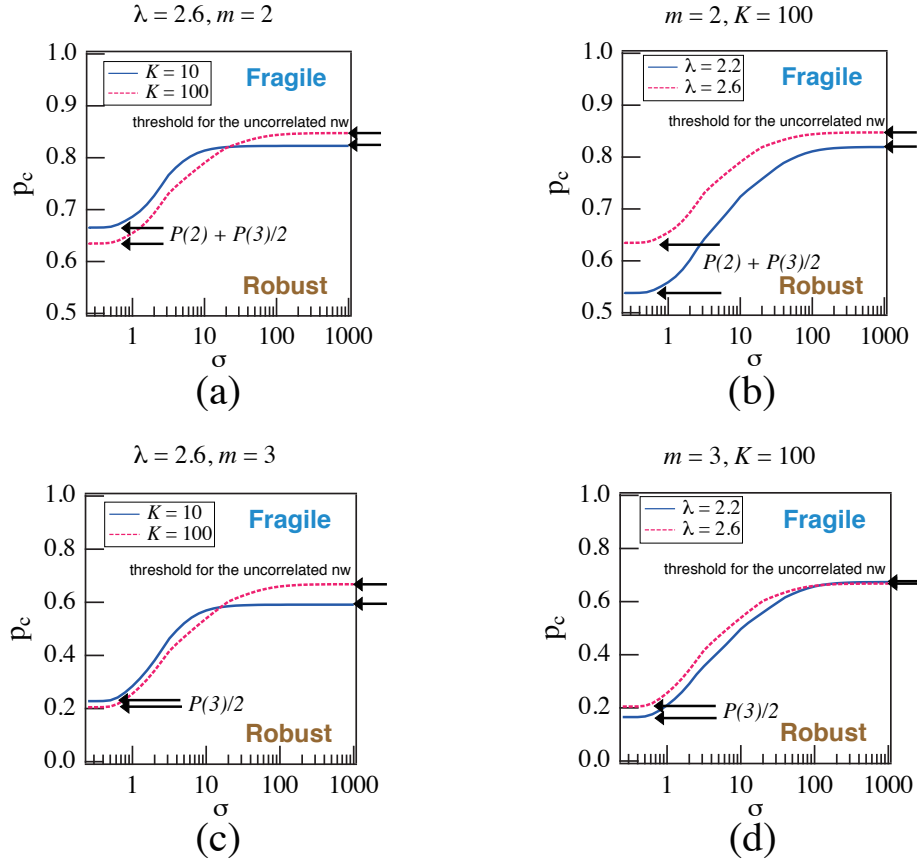 λ = 2.6, m = 2
1.0
0.9
0.8
0.7
0.6
0.5
p_c
K = 10
K = 100
Fragile
threshold for the uncorrelated nw
P(2) + P(3)/2
Robust
1 10 100 1000
σ
(a)
m = 2, K = 100
1.0
0.9
0.8
0.7
0.6
0.5
p_c
λ = 2.2
λ = 2.6
Fragile
threshold for the uncorrelated nw
P(2) + P(3)/2
Robust
1 10 100 1000
σ
(b)
λ = 2.6, m = 3
1.0
0.8
0.6
0.4
0.2
0.0
p_c
K = 10
K = 100
Fragile
threshold for the uncorrelated nw
P(3)/2
Robust
1 10 100 1000
σ
(c)
m = 3, K = 100
1.0
0.8
0.6
0.4
0.2
0.0
p_c
λ = 2.2
λ = 2.6
Fragile
threshold for the uncorrelated nw
P(3)/2
Robust
1 10 100 1000
σ
(d)